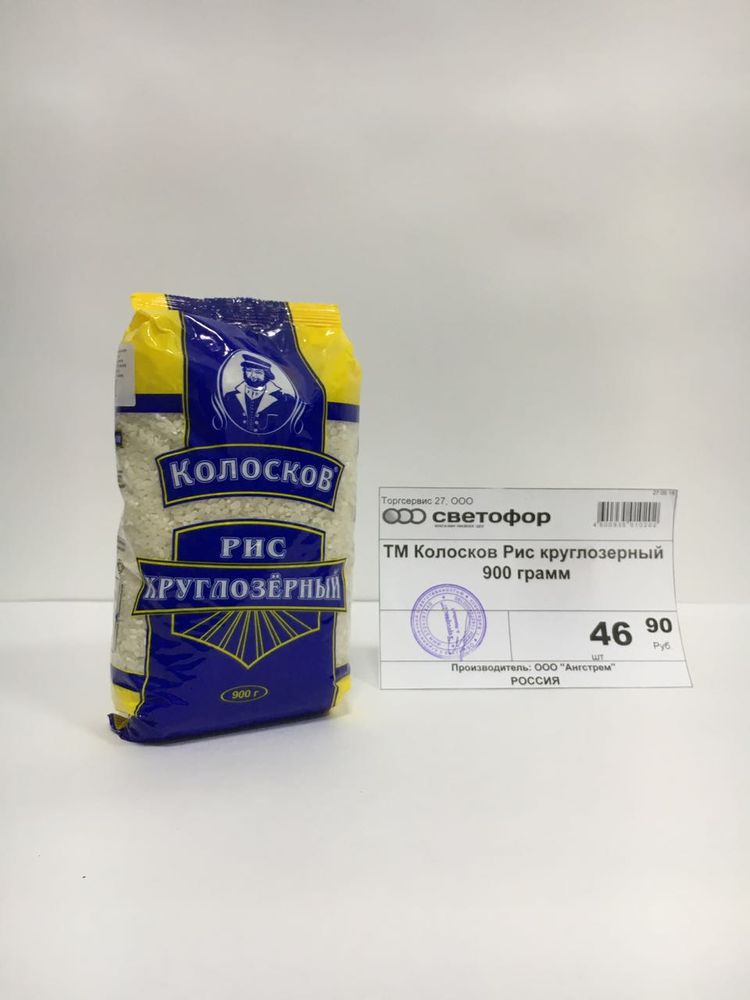 Колосков®
Рис
круглозёрный
900 г
Торгсервис 27, ООО
светофор
ТМ Колосков Рис круглозерный
900 грамм
46 90
шт
Руб.
Производитель: ООО "Ангстрем"
РОССИЯ